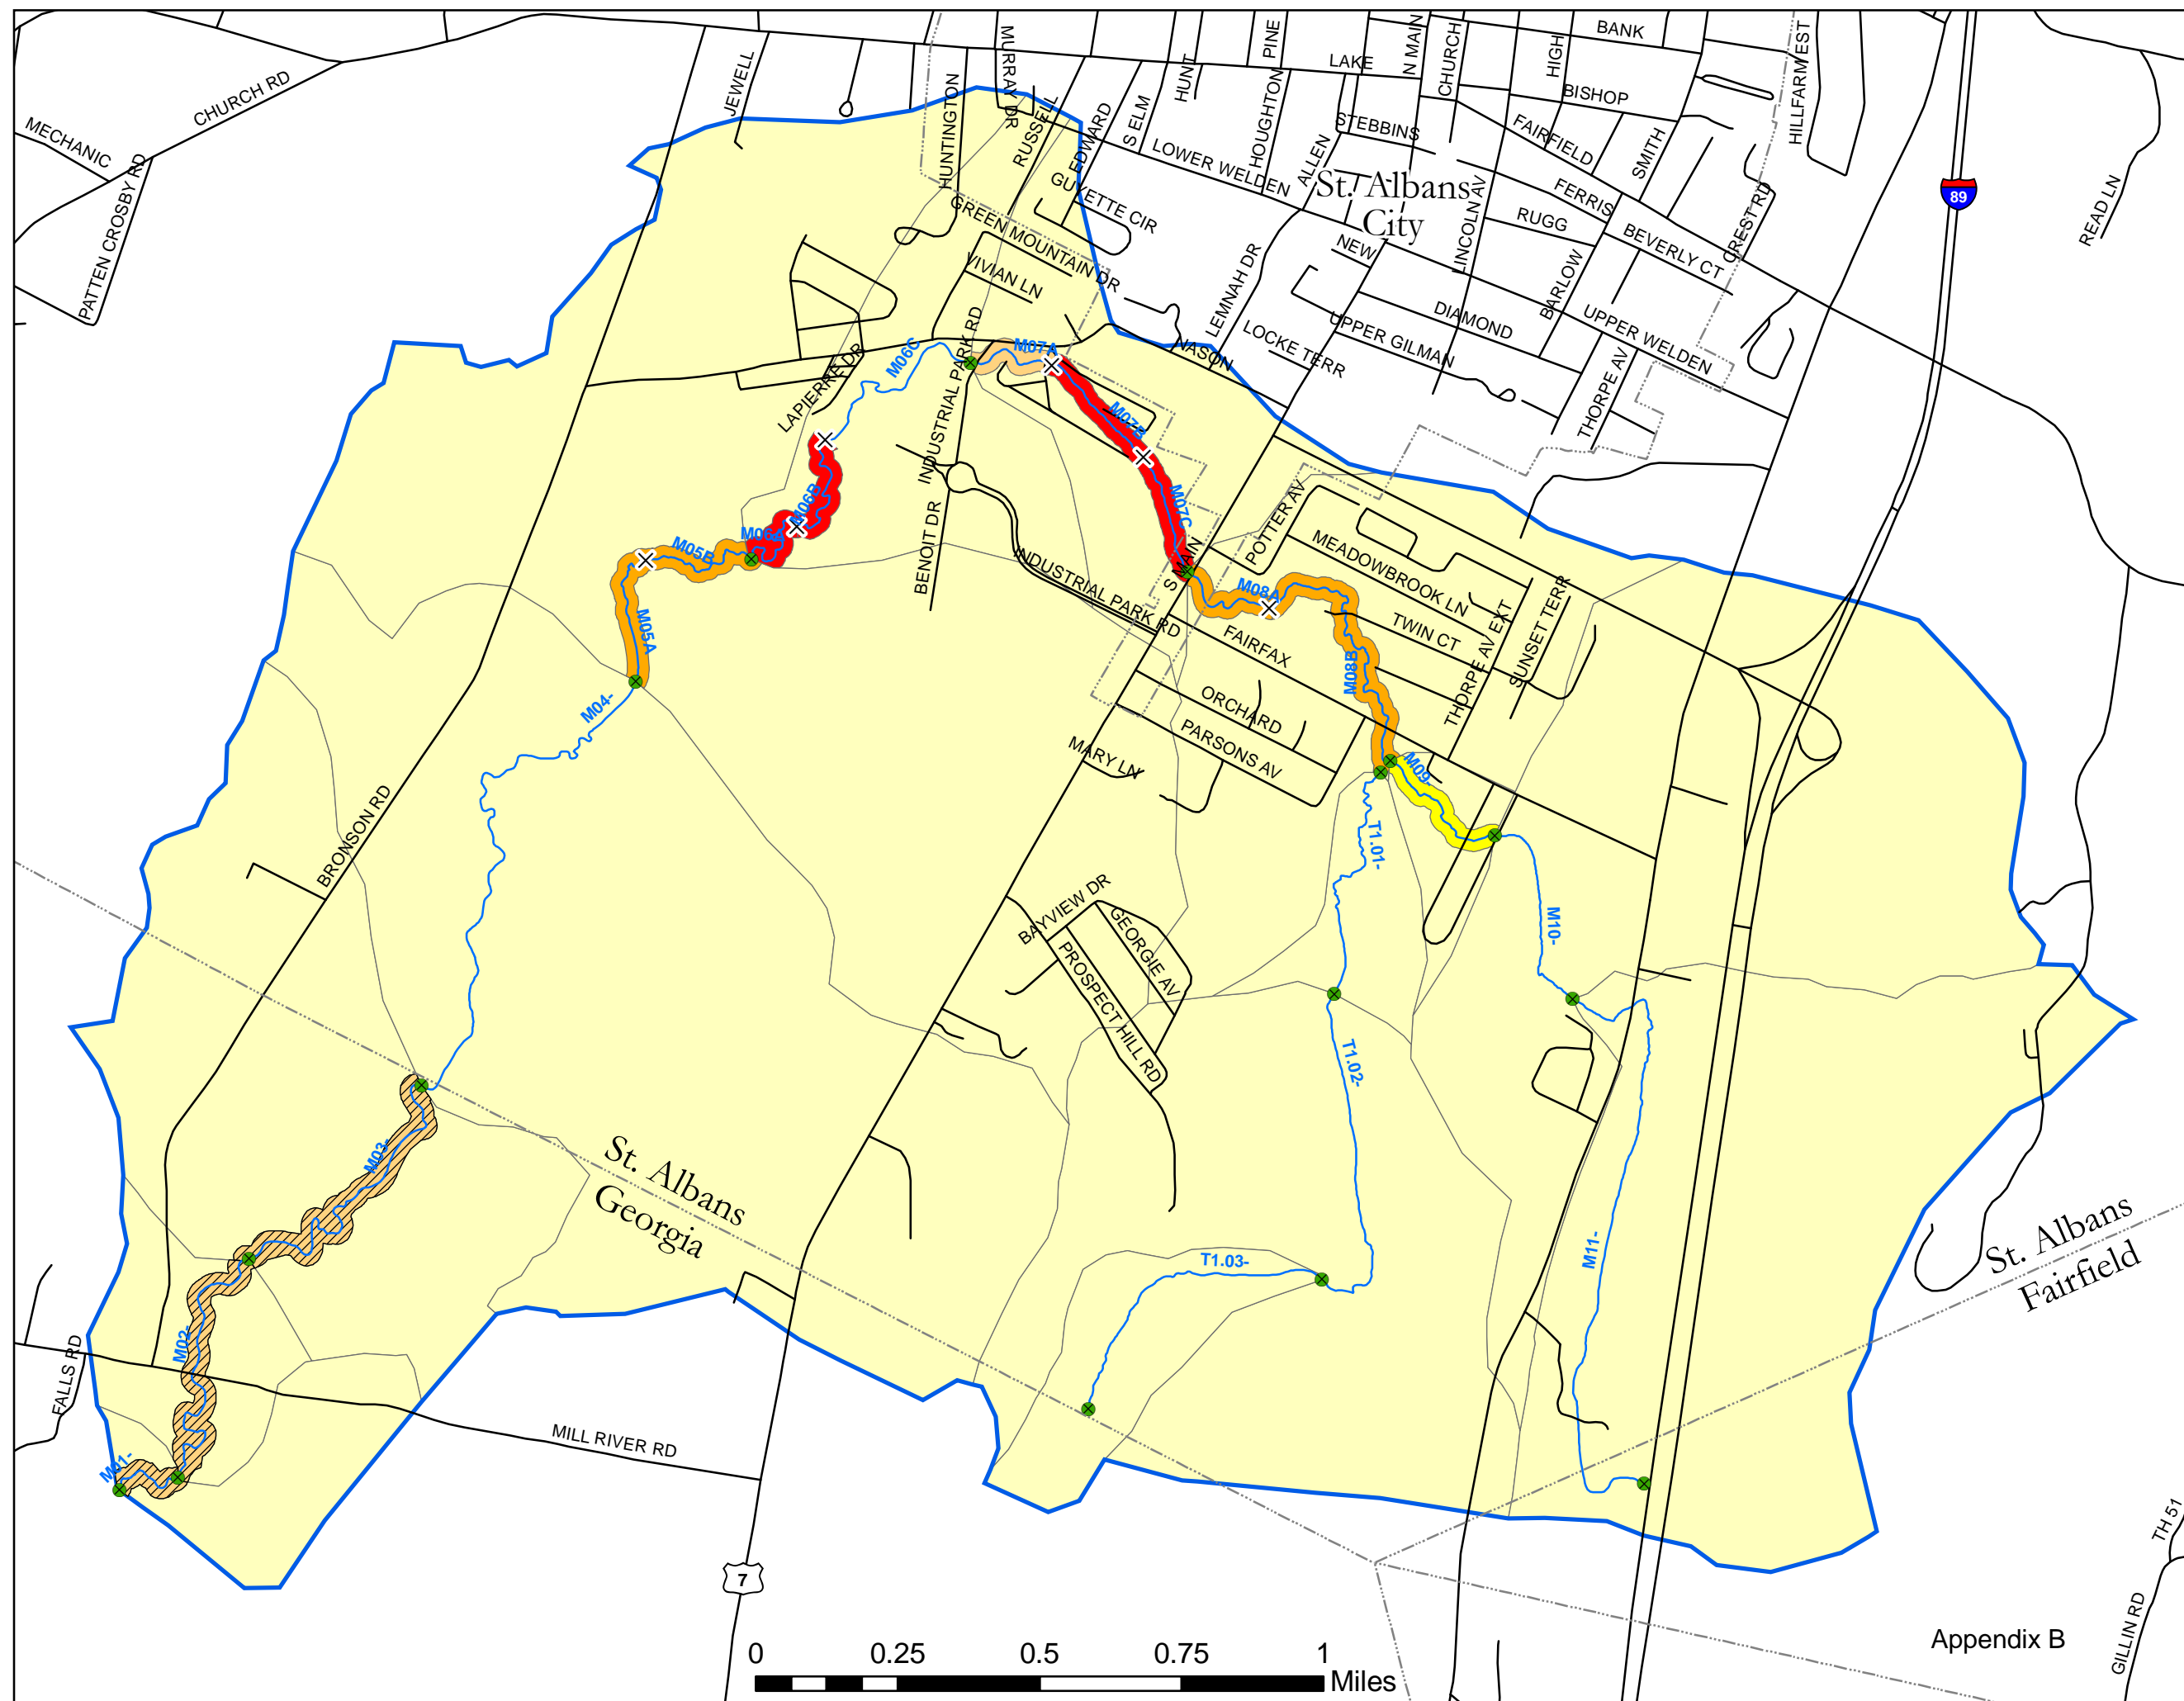 BANK
LAKE
N MAIN
CHURCH
HIGH
PINE
HUNT
HOUGHTON
BISHOP
HILLFARM EST
JEWELL
MURRAY DR
HUNTINGTON
RUSSELL
EDWARD
S ELM
STEBBINS
FAIRFIELD
SMITH
CHURCH RD
MECHANIC
PATTEN CROSBY RD
LOWER WELDEN
ALLEN
St. Albans
City
LINCOLN AV
FERRIS
RUGG
BEVERLY CT
CREST RD
89
READ LN
GUYETTE CIR
GREEN MOUNTAIN DR
VIVIAN LN
LEMNAH DR
NEW
BARLOW
DIAMOND
UPPER WELDEN
UPPER GILMAN
LOCKE TERR
NASON
THORPE AV
M07A
M06C
INDUSTRIAL PARK RD
LAPIERRE DR
M07B
M07C
M06B
M06A
M05B
M05A
BENOIT DR
INDUSTRIAL PARK RD
S MAIN
POTTER AV
MEADOWBROOK LN
M08A
TWIN CT
SUNSET TERR
THORPE AV EXT
FAIRFAX
M08B
ORCHARD
PARSONS AV
MARY LN
M04-
M09-
BRONSON RD
T1.01-
BAYVIEW DR
GEORGIE AV
PROSPECT HILL RD
M10-
T1.02-
M03-
St. Albans
Georgia
T1.03-
M11-
St. Albans
Fairfield
M02-
FALLS RD
MILL RIVER RD
M01-
TH 51
7
GILLIN RD
Appendix B
0 0.25 0.5 0.75 1
Miles